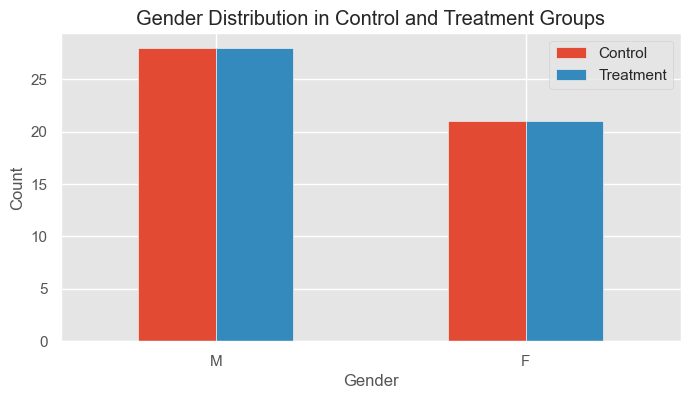 Gender Distribution in Control and Treatment Groups
Control
Treatment
25
20
15
10
5
0
Count
M F
Gender